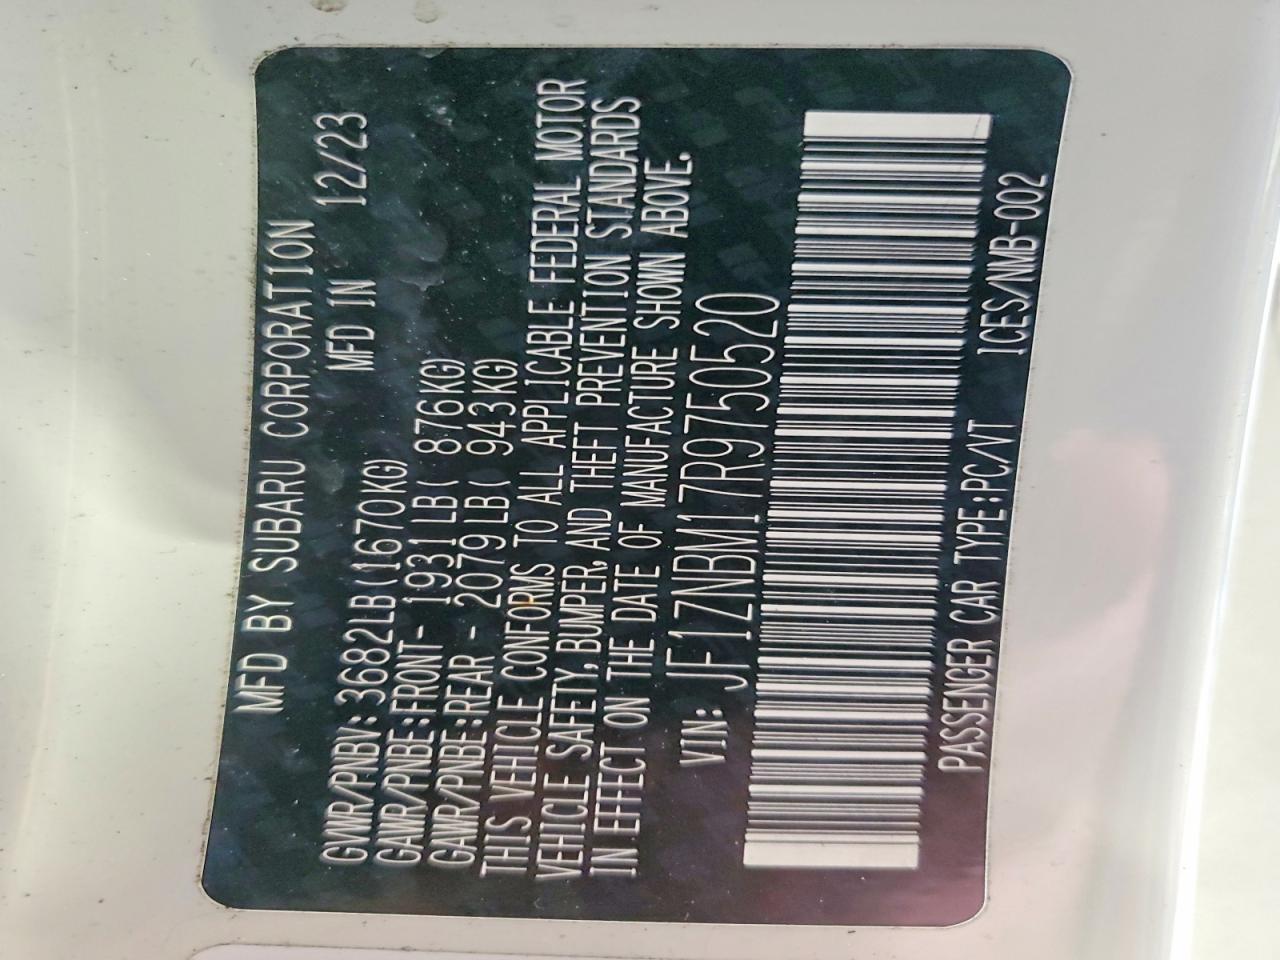 MFD BY SUBARU CORPORATION
MFD IN 12/23
GVWR/PNBV: 3682LB(1670KG)
GAWR/PNBE:FRONT- 1931LB( 876KG)
GAWR/PNBE:REAR - 2079LB( 943KG)
THIS VEHICLE CONFORMS TO ALL APPLICABLE FEDERAL MOTOR
VEHICLE SAFETY, BUMPER, AND THEFT PREVENTION STANDARDS
IN EFFECT ON THE DATE OF MANUFACTURE SHOWN ABOVE.
VIN: JF1ZNBM17R9750520
PASSENGER CAR TYPE:PC/VT ICES/NMB-002